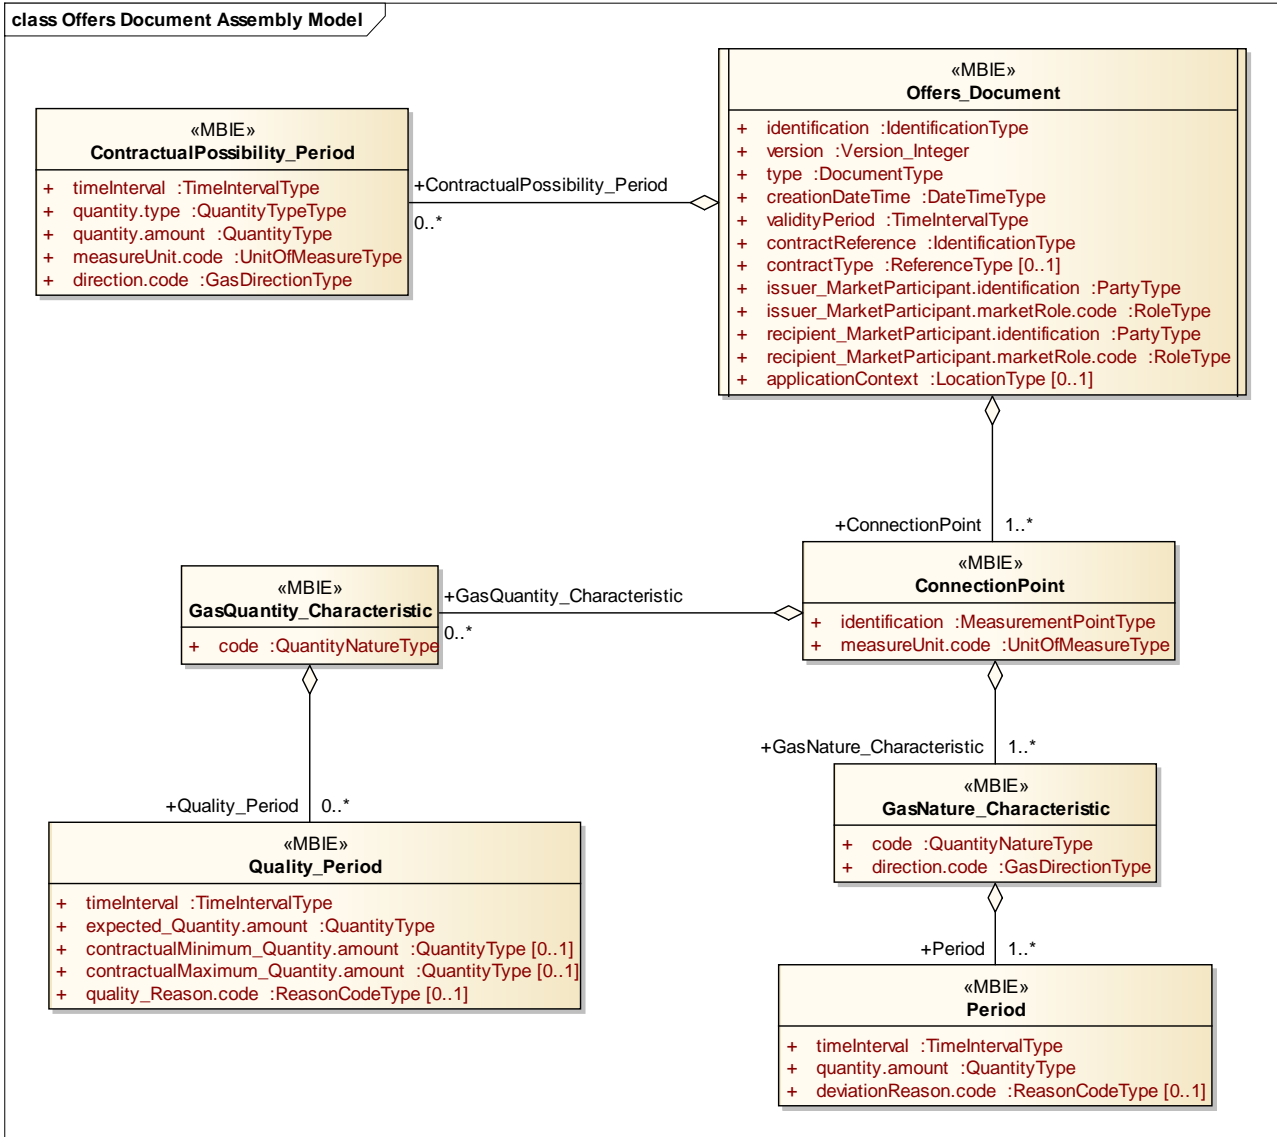 class Offers Document Assembly Model
«MBIE»
Offers_Document
+ identification :IdentificationType
+ version :Version_Integer
+ type :DocumentType
+ creationDateTime :DateTimeType
+ validityPeriod :TimeIntervalType
+ contractReference :IdentificationType
+ contractType :ReferenceType [0..1]
+ issuer_MarketParticipant.identification :PartyType
+ issuer_MarketParticipant.marketRole.code :RoleType
+ recipient_MarketParticipant.identification :PartyType
+ recipient_MarketParticipant.marketRole.code :RoleType
+ applicationContext :LocationType [0..1]
«MBIE»
ContractualPossibility_Period
+ timeInterval :TimeIntervalType
+ quantity.type :QuantityTypeType
+ quantity.amount :QuantityType
+ measureUnit.code :UnitOfMeasureType
+ direction.code :GasDirectionType
+ContractualPossibility_Period
0..*
+ConnectionPoint 1..*
«MBIE»
ConnectionPoint
+ identification :MeasurementPointType
+ measureUnit.code :UnitOfMeasureType
+GasQuantity_Characteristic
0..*
«MBIE»
GasQuantity_Characteristic
+ code :QuantityNatureType
+GasNature_Characteristic 1..*
«MBIE»
GasNature_Characteristic
+ code :QuantityNatureType
+ direction.code :GasDirectionType
+Quality_Period 0..*
«MBIE»
Quality_Period
+ timeInterval :TimeIntervalType
+ expected_Quantity.amount :QuantityType
+ contractualMinimum_Quantity.amount :QuantityType [0..1]
+ contractualMaximum_Quantity.amount :QuantityType [0..1]
+ quality_Reason.code :ReasonCodeType [0..1]
+Period 1..*
«MBIE»
Period
+ timeInterval :TimeIntervalType
+ quantity.amount :QuantityType
+ deviationReason.code :ReasonCodeType [0..1]